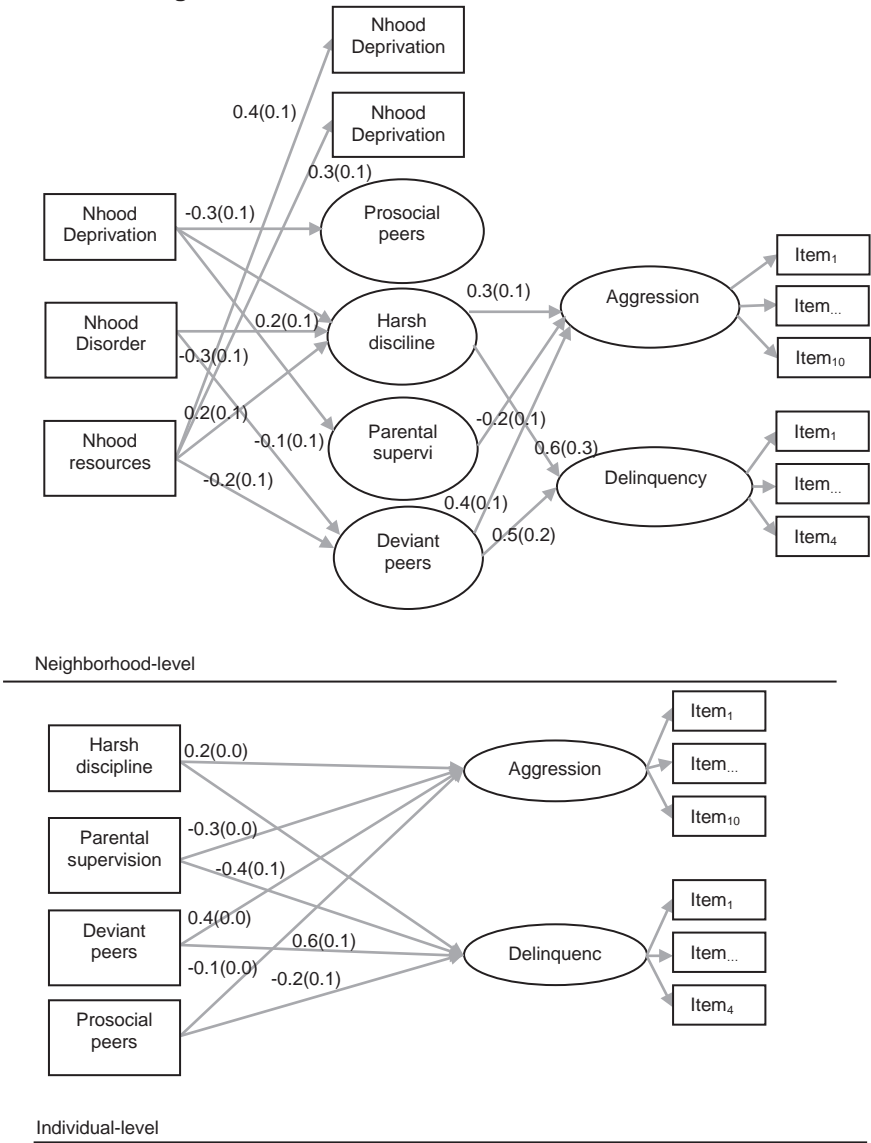 Nhood
Deprivation
0.4(0.1)
Nhood
Deprivation
0.3(0.1)
Nhood
Deprivation
-0.3(0.1)
Prosocial
peers
Nhood
Disorder
0.2(0.1)
-0.3(0.1)
Harsh
disciline
0.3(0.1)
Aggression
Item1
Item...
Item10
Nhood
resources
0.2(0.1)
-0.1(0.1)
-0.2(0.1)
Parental
supervi
-0.2(0.1)
0.6(0.3)
0.4(0.1)
0.5(0.2)
Delinquency
Item1
Item...
Item4
Deviant
peers
Neighborhood-level
Harsh
discipline
0.2(0.0)
Aggression
Item1
Item...
Item10
Parental
supervision
-0.3(0.0)
-0.4(0.1)
Deviant
peers
0.4(0.0)
0.6(0.1)
-0.1(0.0)
-0.2(0.1)
Delinquenc
Item1
Item...
Item4
Prosocial
peers
Individual-level